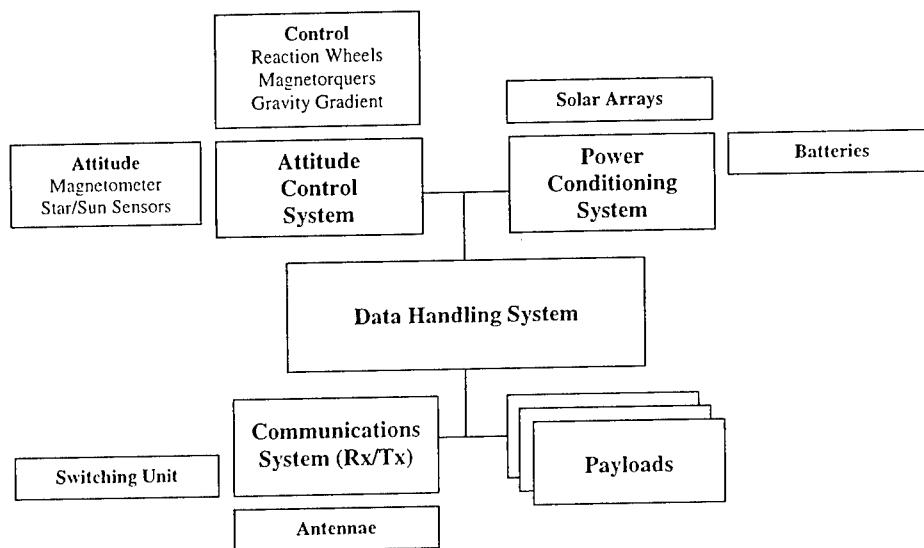 Control
Reaction Wheels
Magnetorquers
Gravity Gradient
Solar Arrays
Attitude
Magnetometer
Star/Sun Sensors
Attitude
Control
System
Power
Conditioning
System
Batteries
Data Handling System
Communications
System (Rx/Tx)
Payloads
Switching Unit
Antennae